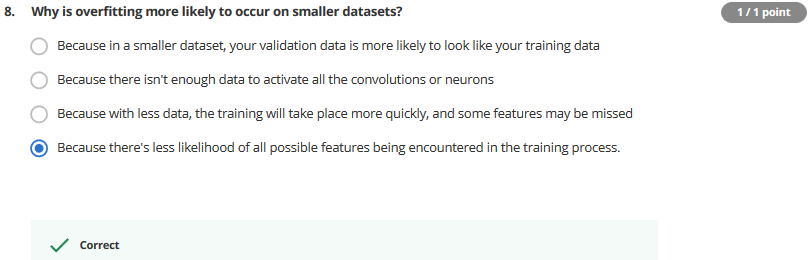 8. Why is overfitting more likely to occur on smaller datasets?
1 / 1 point
Because in a smaller dataset, your validation data is more likely to look like your training data
Because there isn't enough data to activate all the convolutions or neurons
Because with less data, the training will take place more quickly, and some features may be missed
Because there's less likelihood of all possible features being encountered in the training process.
Correct